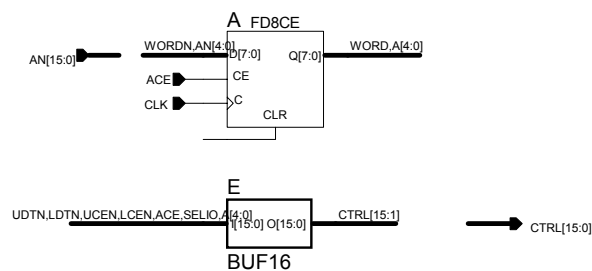 A FD8CE
WORDN,AN[4:0]
WORD,A[4:0]
AN[15:0]
D[7:0] Q[7:0]
ACE
CE
CLK
C
CLR
E
UDTN,LDTN,UCEN,LCEN,ACE,SELIO,A[4:0]
I[15:0] O[15:0]
CTRL[15:1]
CTRL[15:0]
BUF16